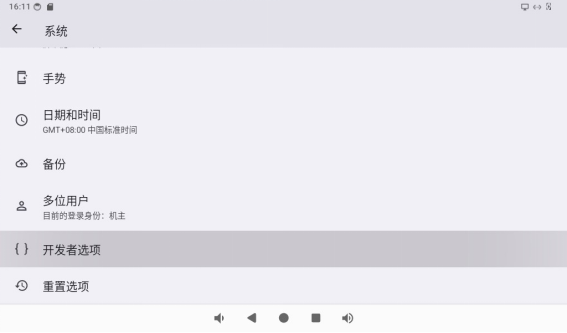 16:11
系统
手势
日期和时间
GMT+08:00 中国标准时间
备份
多位用户
目前的登录身份：机主
{ } 开发者选项
重置选项